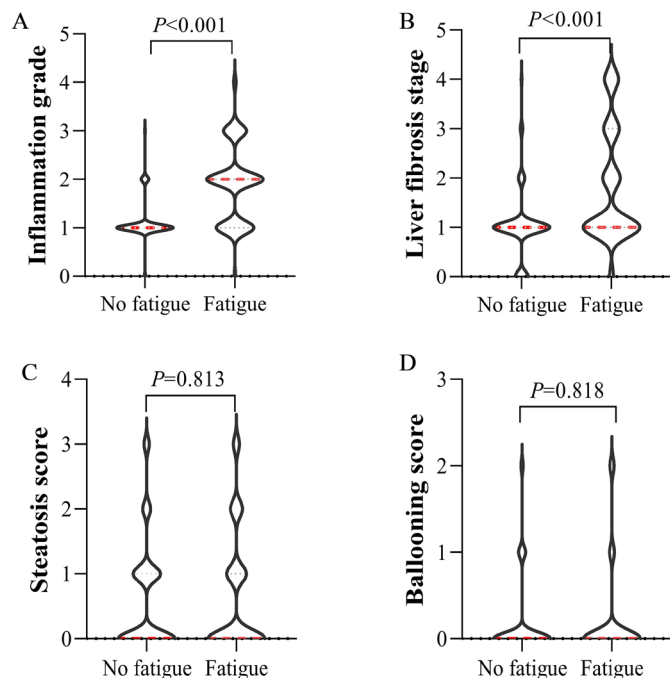 A
P<0.001
Inflammation grade
5
4
3
2
1
0
No fatigue Fatigue
B
P<0.001
Liver fibrosis stage
5
4
3
2
1
0
No fatigue Fatigue
C
P=0.813
Steatosis score
4
3
2
1
0
No fatigue Fatigue
D
P=0.818
Ballooning score
3
2
1
0
No fatigue Fatigue